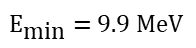 E_min = 9.9 MeV